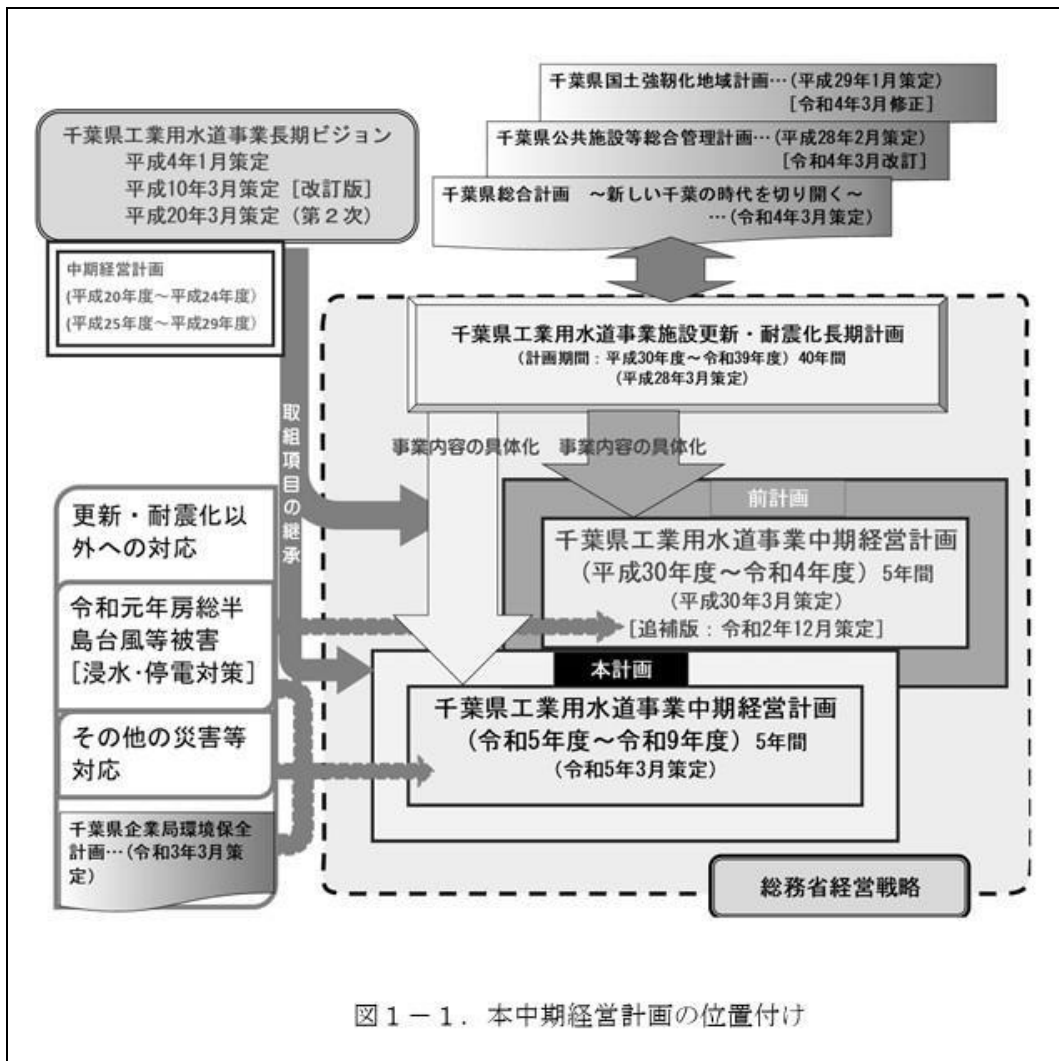 千葉県国土強靭化地域計画…(平成29年1月策定)
[令和4年3月修正]
千葉県公共施設等総合管理計画…(平成28年2月策定)
[令和4年3月改訂]
千葉県総合計画 ～新しい千葉の時代を切り開く～
…(令和4年3月策定)
千葉県工業用水道事業長期ビジョン
平成4年1月策定
平成10年3月策定［改訂版］
平成20年3月策定（第２次）
中期経営計画
(平成20年度～平成24年度)
(平成25年度～平成29年度)
千葉県工業用水道事業施設更新・耐震化長期計画
(計画期間：平成30年度～令和39年度) 40年間
(平成28年3月策定)
取組項目の継承
事業内容の具体化
事業内容の具体化
前計画
千葉県工業用水道事業中期経営計画
(平成30年度～令和4年度) 5年間
(平成30年3月策定)
[追補版：令和2年12月策定]
更新・耐震化以
外への対応
令和元年房総半
島台風等被害
[浸水・停電対策]
その他の災害等
対応
千葉県企業局環境保全
計画…(令和3年3月策
定)
本計画
千葉県工業用水道事業中期経営計画
(令和5年度～令和9年度) 5年間
(令和5年3月策定)
総務省経営戦略
図１－１．本中期経営計画の位置付け